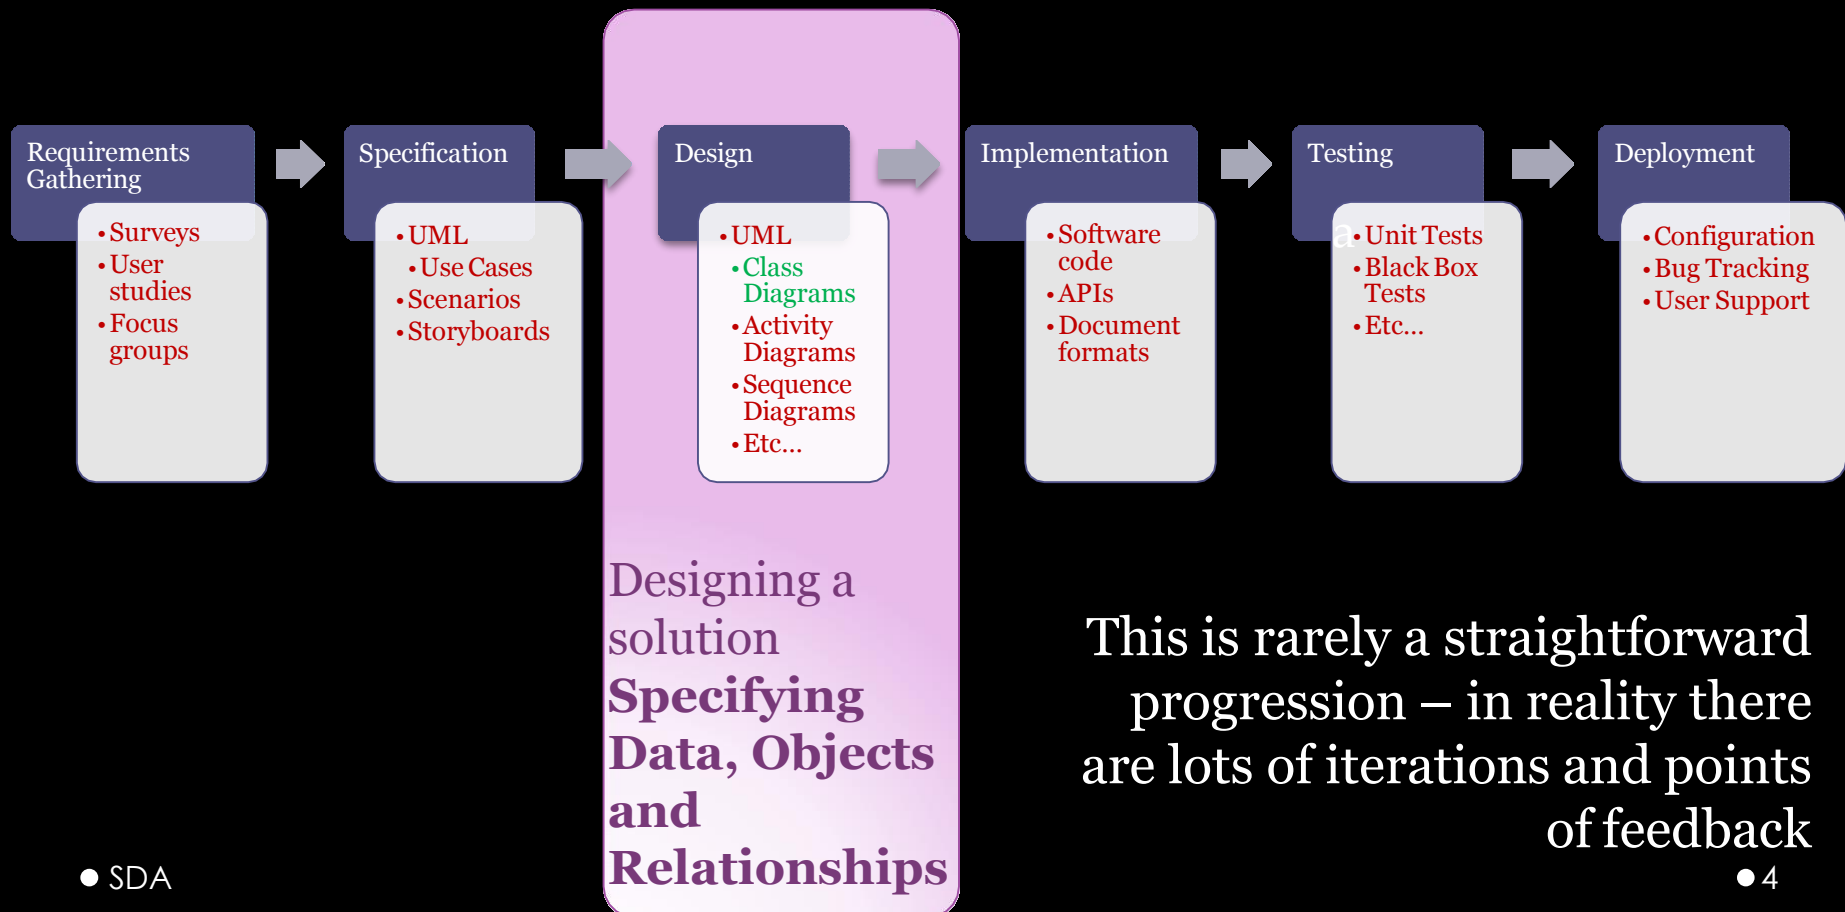 Requirements
Gathering
• Surveys
• User
studies
• Focus
groups
Specification
• UML
• Use Cases
• Scenarios
• Storyboards
Design
• UML
• Class
Diagrams
• Activity
Diagrams
• Sequence
Diagrams
• Etc...
Implementation
• Software
code
• APIs
• Document
formats
Testing
a
• Unit Tests
• Black Box
Tests
• Etc...
Deployment
• Configuration
• Bug Tracking
• User Support
Designing a
solution
Specifying
Data, Objects
and
Relationships
This is rarely a straightforward
progression – in reality there
are lots of iterations and points
of feedback
• SDA
• 4